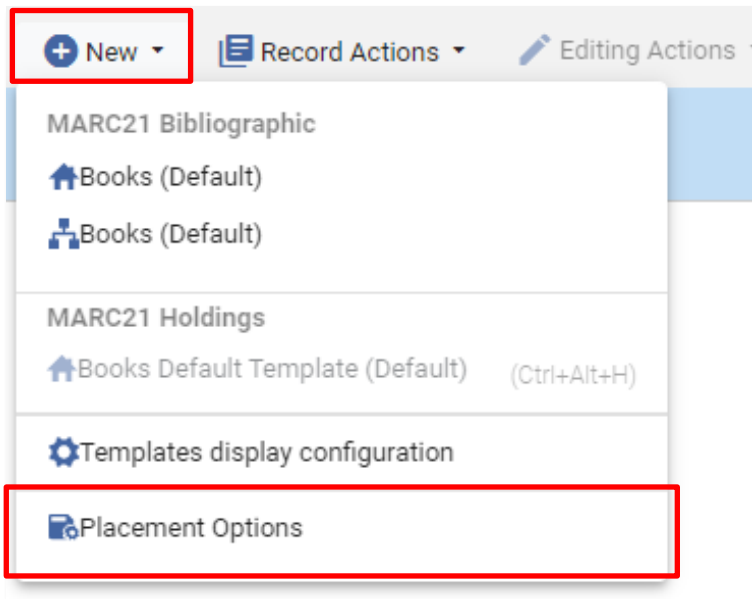 New Record Actions Editing Actions
MARC21 Bibliographic
Books (Default)
Books (Default)
MARC21 Holdings
Books Default Template (Default) (Ctrl+Alt+H)
Templates display configuration
Placement Options